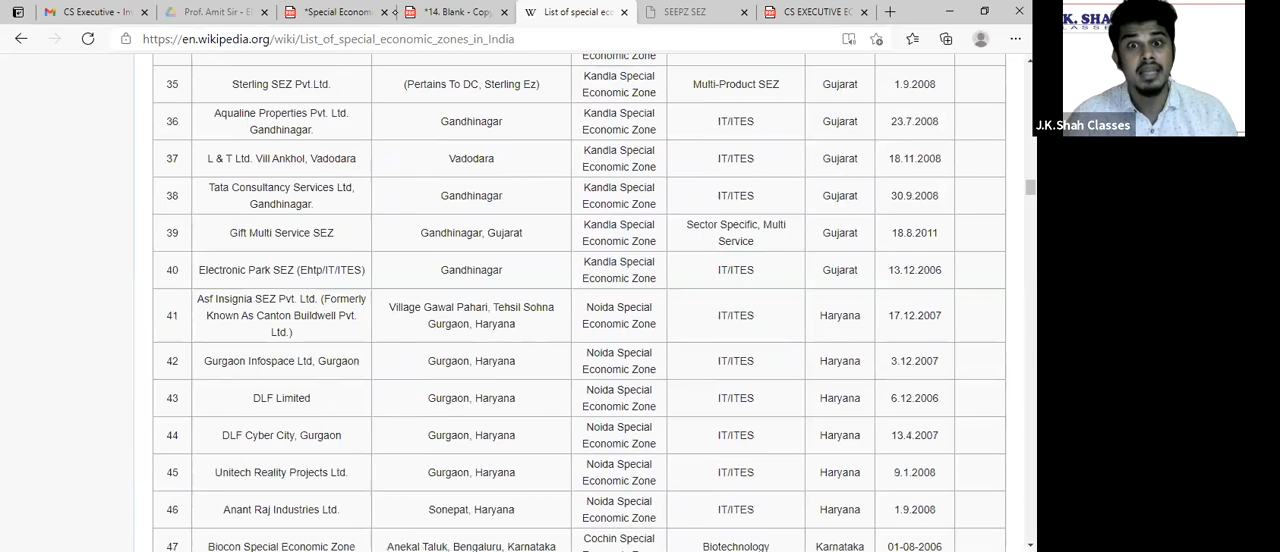 CS Executive - In
Prof. Amit Sir - E
*Special Econom
*14. Blank - Cop
List of special ec
SEEPZ SEZ
CS EXECUTIVE EC
https://en.wikipedia.org/wiki/List_of_special_economic_zones_in_India
Economic Zone
35 Sterling SEZ Pvt.Ltd. (Pertains To DC, Sterling Ez) Kandla Special Economic Zone Multi-Product SEZ Gujarat 1.9.2008
36 Aqualine Properties Pvt. Ltd. Gandhinagar. Gandhinagar Kandla Special Economic Zone IT/ITES Gujarat 23.7.2008
37 L & T Ltd. Vill Ankhol, Vadodara Vadodara Kandla Special Economic Zone IT/ITES Gujarat 18.11.2008
38 Tata Consultancy Services Ltd, Gandhinagar. Gandhinagar Kandla Special Economic Zone IT/ITES Gujarat 30.9.2008
39 Gift Multi Service SEZ Gandhinagar, Gujarat Kandla Special Economic Zone Sector Specific, Multi Service Gujarat 18.8.2011
40 Electronic Park SEZ (Ehtp/IT/ITES) Gandhinagar Kandla Special Economic Zone IT/ITES Gujarat 13.12.2006
41 Asf Insignia SEZ Pvt. Ltd. (Formerly Known As Canton Buildwell Pvt. Ltd.) Village Gawal Pahari, Tehsil Sohna Gurgaon, Haryana Noida Special Economic Zone IT/ITES Haryana 17.12.2007
42 Gurgaon Infospace Ltd, Gurgaon Gurgaon, Haryana Noida Special Economic Zone IT/ITES Haryana 3.12.2007
43 DLF Limited Gurgaon, Haryana Noida Special Economic Zone IT/ITES Haryana 6.12.2006
44 DLF Cyber City, Gurgaon Gurgaon, Haryana Noida Special Economic Zone IT/ITES Haryana 13.4.2007
45 Unitech Reality Projects Ltd. Gurgaon, Haryana Noida Special Economic Zone IT/ITES Haryana 9.1.2008
46 Anant Raj Industries Ltd. Sonepat, Haryana Noida Special Economic Zone IT/ITES Haryana 1.9.2008
47 Biocon Special Economic Zone Anekal Taluk, Bengaluru, Karnataka Cochin Special Biotechnology Karnataka 01-08-2006
K. SHA
J.K.Shah Classes